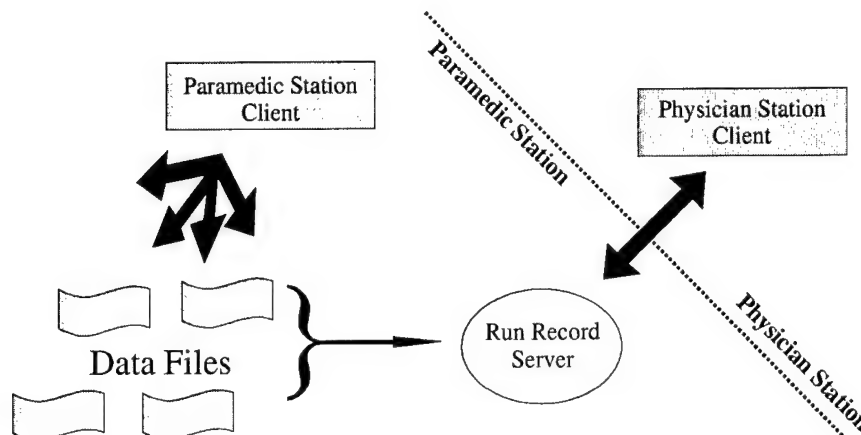 Paramedic Station
Client
Paramedic Station
Physician Station
Client
Data Files
Run Record
Server
Physician Station